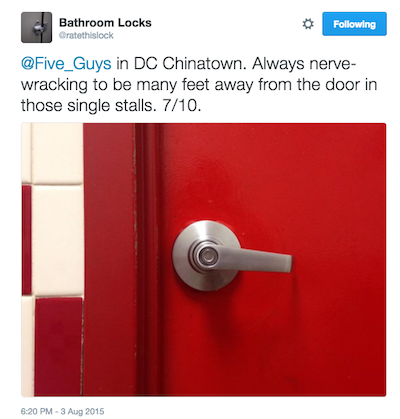 Bathroom Locks
@ratethislock
Following
@Five_Guys in DC Chinatown. Always nerve-
wracking to be many feet away from the door in
those single stalls. 7/10.
6:20 PM - 3 Aug 2015